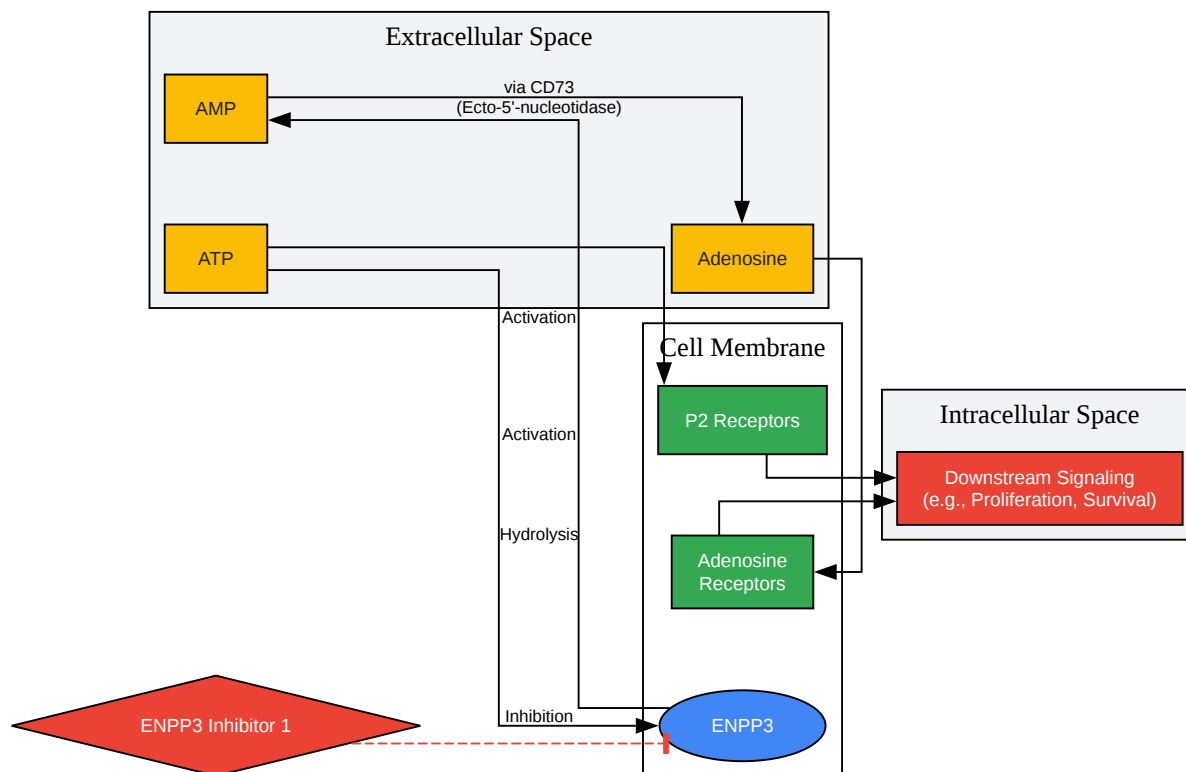 Extracellular Space
AMP
via CD73
(Ecto-5'-nucleotidase)
ATP
Adenosine
Activation
Cell Membrane
P2 Receptors
Activation
Intracellular Space
Downstream Signaling
(e.g., Proliferation, Survival)
Hydrolysis
Adenosine
Receptors
ENPP3 Inhibitor 1
Inhibition
ENPP3